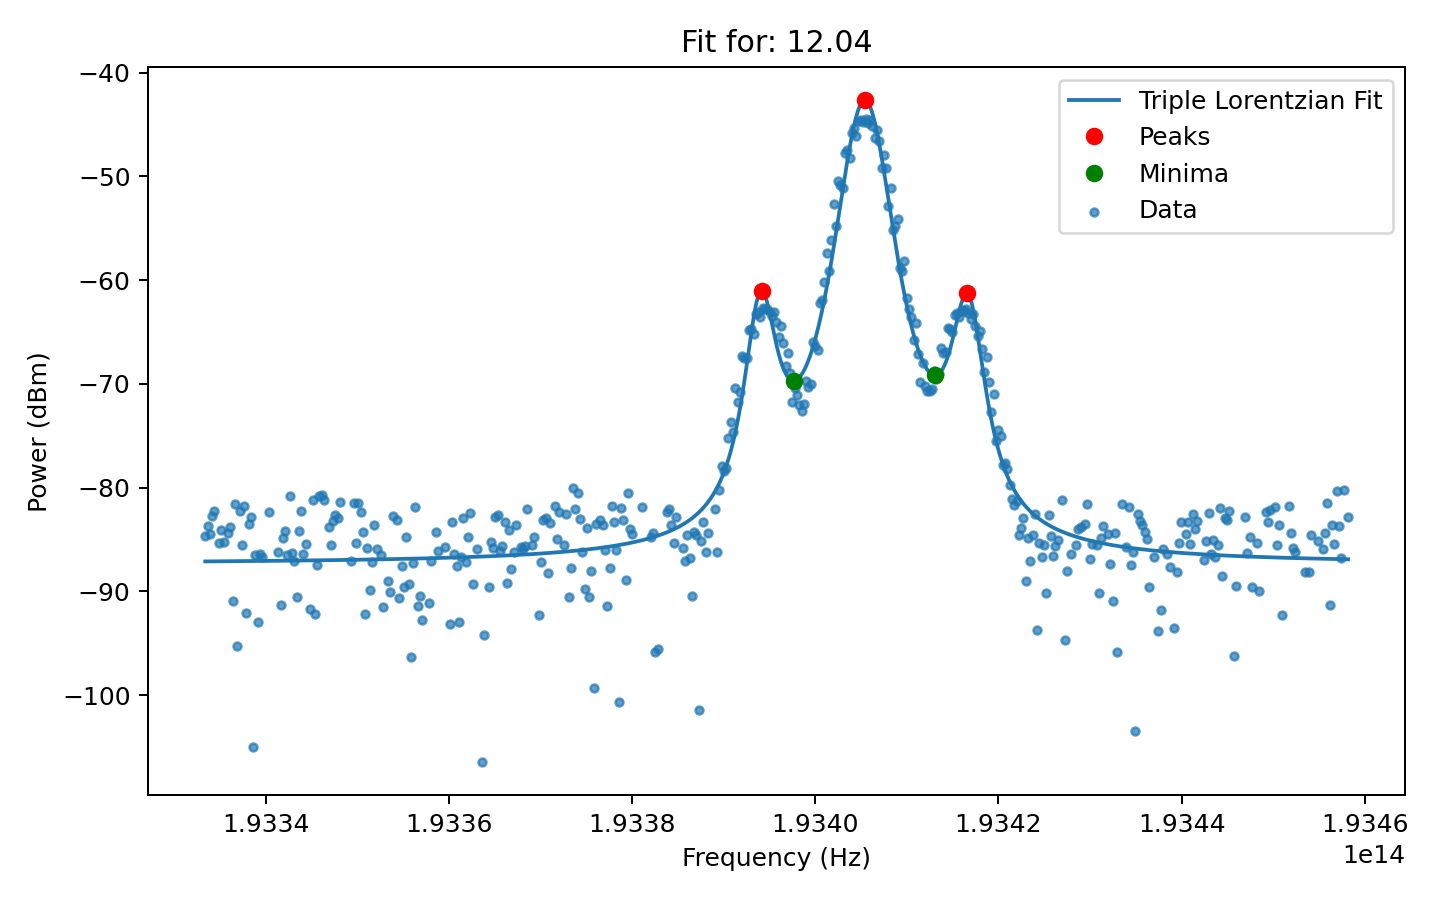 Fit for: 12.04
Triple Lorentzian Fit
Peaks
Minima
Data
Power (dBm)
−40
−50
−60
−70
−80
−90
−100
1.9334 1.9336 1.9338 1.9340 1.9342 1.9344 1.9346
1e14
Frequency (Hz)